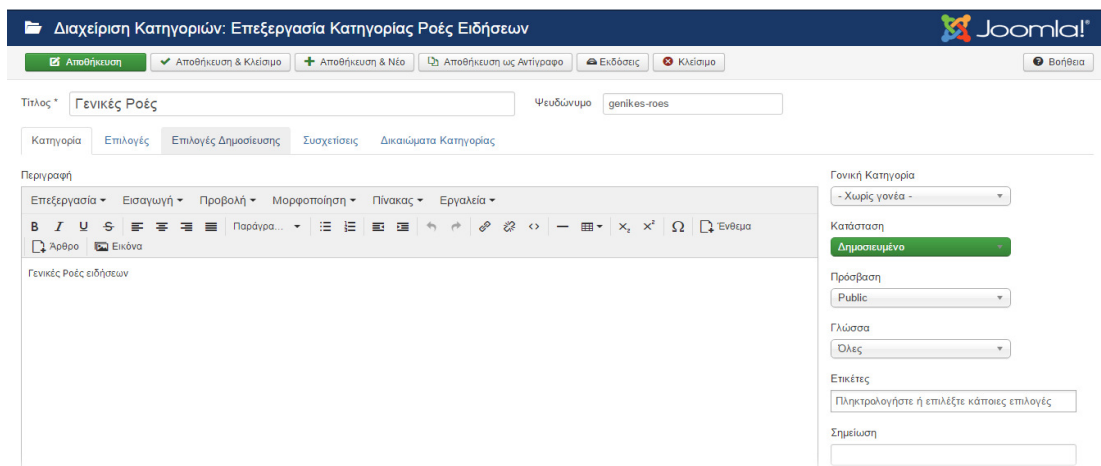 Διαχείριση Κατηγοριών: Επεξεργασία Κατηγορίας Ροές Ειδήσεων
Joomla!®
Αποθήκευση Αποθήκευση & Κλείσιμο Αποθήκευση & Νέο Αποθήκευση ως Αντίγραφο Εκδόσεις Κλείσιμο Βοήθεια
Τίτλος * Γενικές Ροές Ψευδώνυμο genikes-roes
Κατηγορία Επιλογές Επιλογές Δημοσίευσης Συσχετίσεις Δικαιώματα Κατηγορίας
Περιγραφή
Επεξεργασία Εισαγωγή Προβολή Μορφοποίηση Πίνακας Εργαλεία
B I U S Παράγρα... X₂ X² Ω Ένθεμα
Άρθρο Εικόνα
Γενικές Ροές ειδήσεων
Γονική Κατηγορία
- Χωρίς γονέα -
Κατάσταση
Δημοσιευμένο
Πρόσβαση
Public
Γλώσσα
Όλες
Ετικέτες
Πληκτρολογήστε ή επιλέξτε κάποιες επιλογές
Σημείωση